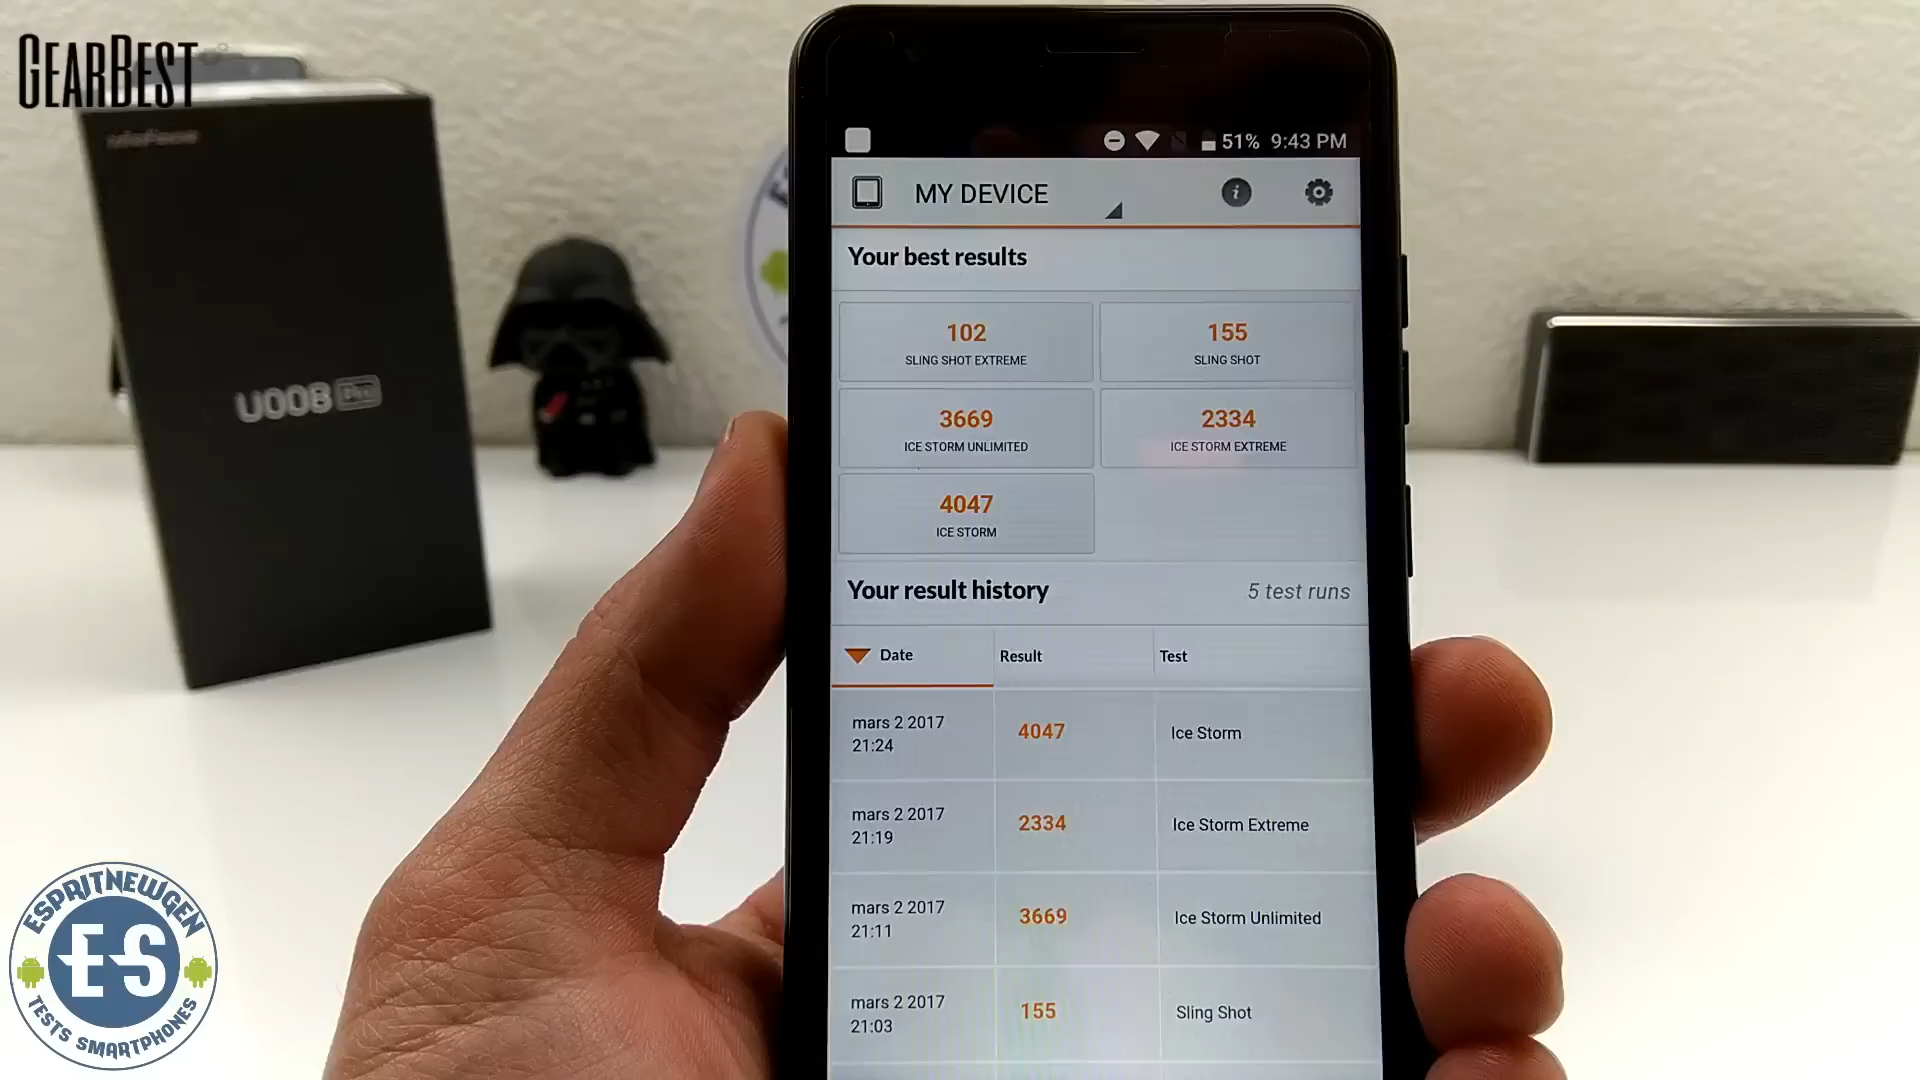 GEARBEST
U008 Pro
51% 9:43 PM
MY DEVICE
Your best results
102
SLING SHOT EXTREME
155
SLING SHOT
3669
ICE STORM UNLIMITED
2334
ICE STORM EXTREME
4047
ICE STORM
Your result history
5 test runs
Date Result Test
mars 2 2017
21:24
4047
Ice Storm
mars 2 2017
21:19
2334
Ice Storm Extreme
mars 2 2017
21:11
3669
Ice Storm Unlimited
mars 2 2017
21:03
155
Sling Shot
ESPRITNEWGEN
ES
TESTS SMARTPHONES